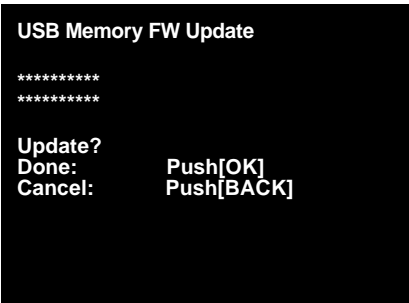 USB Memory FW Update
**********
**********
Update?
Done: Push[OK]
Cancel: Push[BACK]